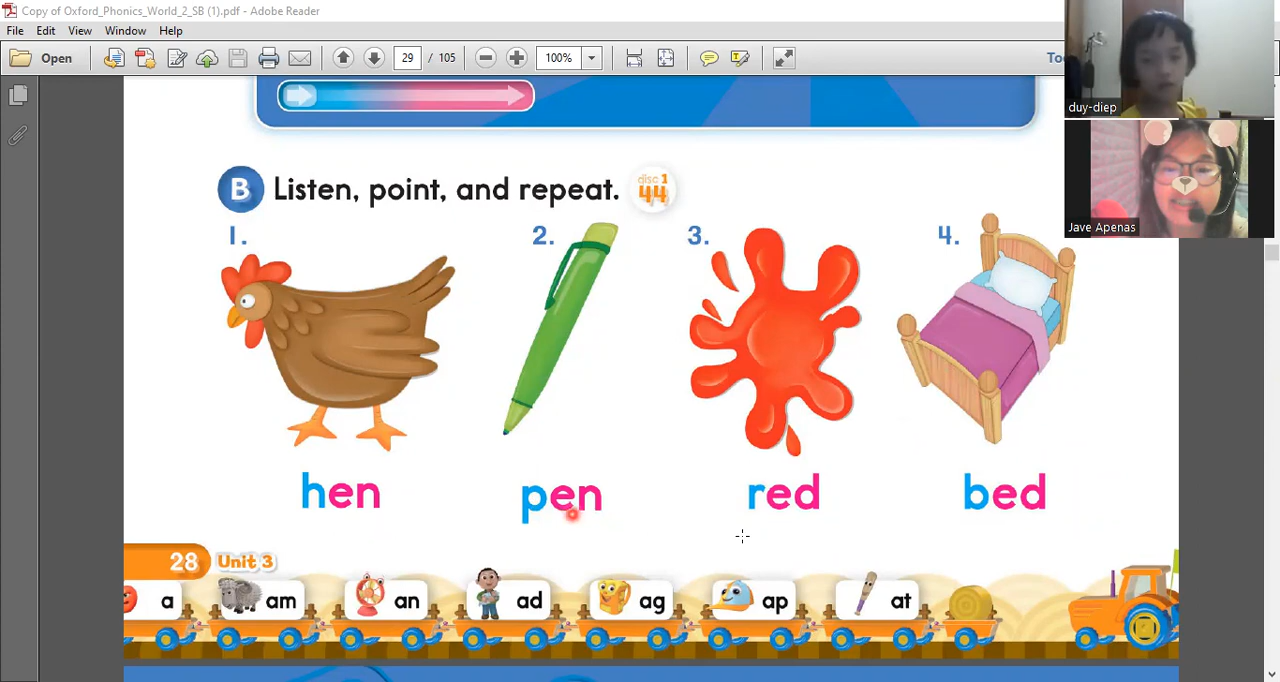 Copy of Oxford_Phonics_World_2_SB (1).pdf - Adobe Reader
File Edit View Window Help
Open 29 / 105 100% Too
duy-diep
Jave Apenas
B Listen, point, and repeat. disc 1 44
1. 2. 3. 4.
hen pen red bed
28 Unit 3
a am an ad ag ap at